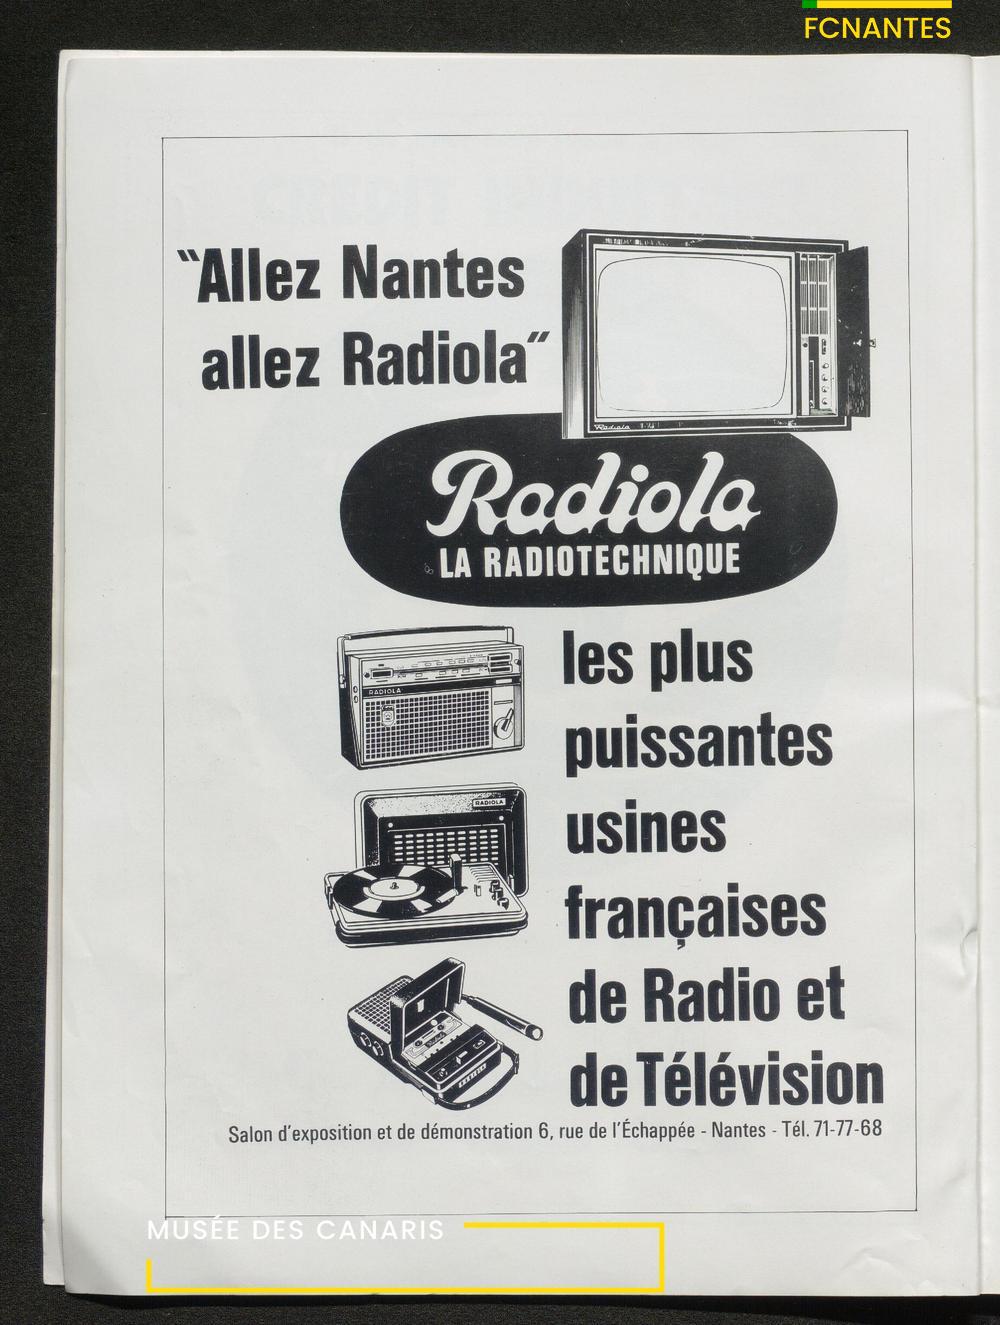 FCNANTES
"Allez Nantes
allez Radiola"
Radiola
Radiola
LA RADIOTECHNIQUE
RADIOLA
les plus
puissantes
RADIOLA
usines
françaises
de Radio et
de Télévision
Salon d'exposition et de démonstration 6, rue de l'Échappée - Nantes - Tél. 71-77-68
MUSÉE DES CANARIS